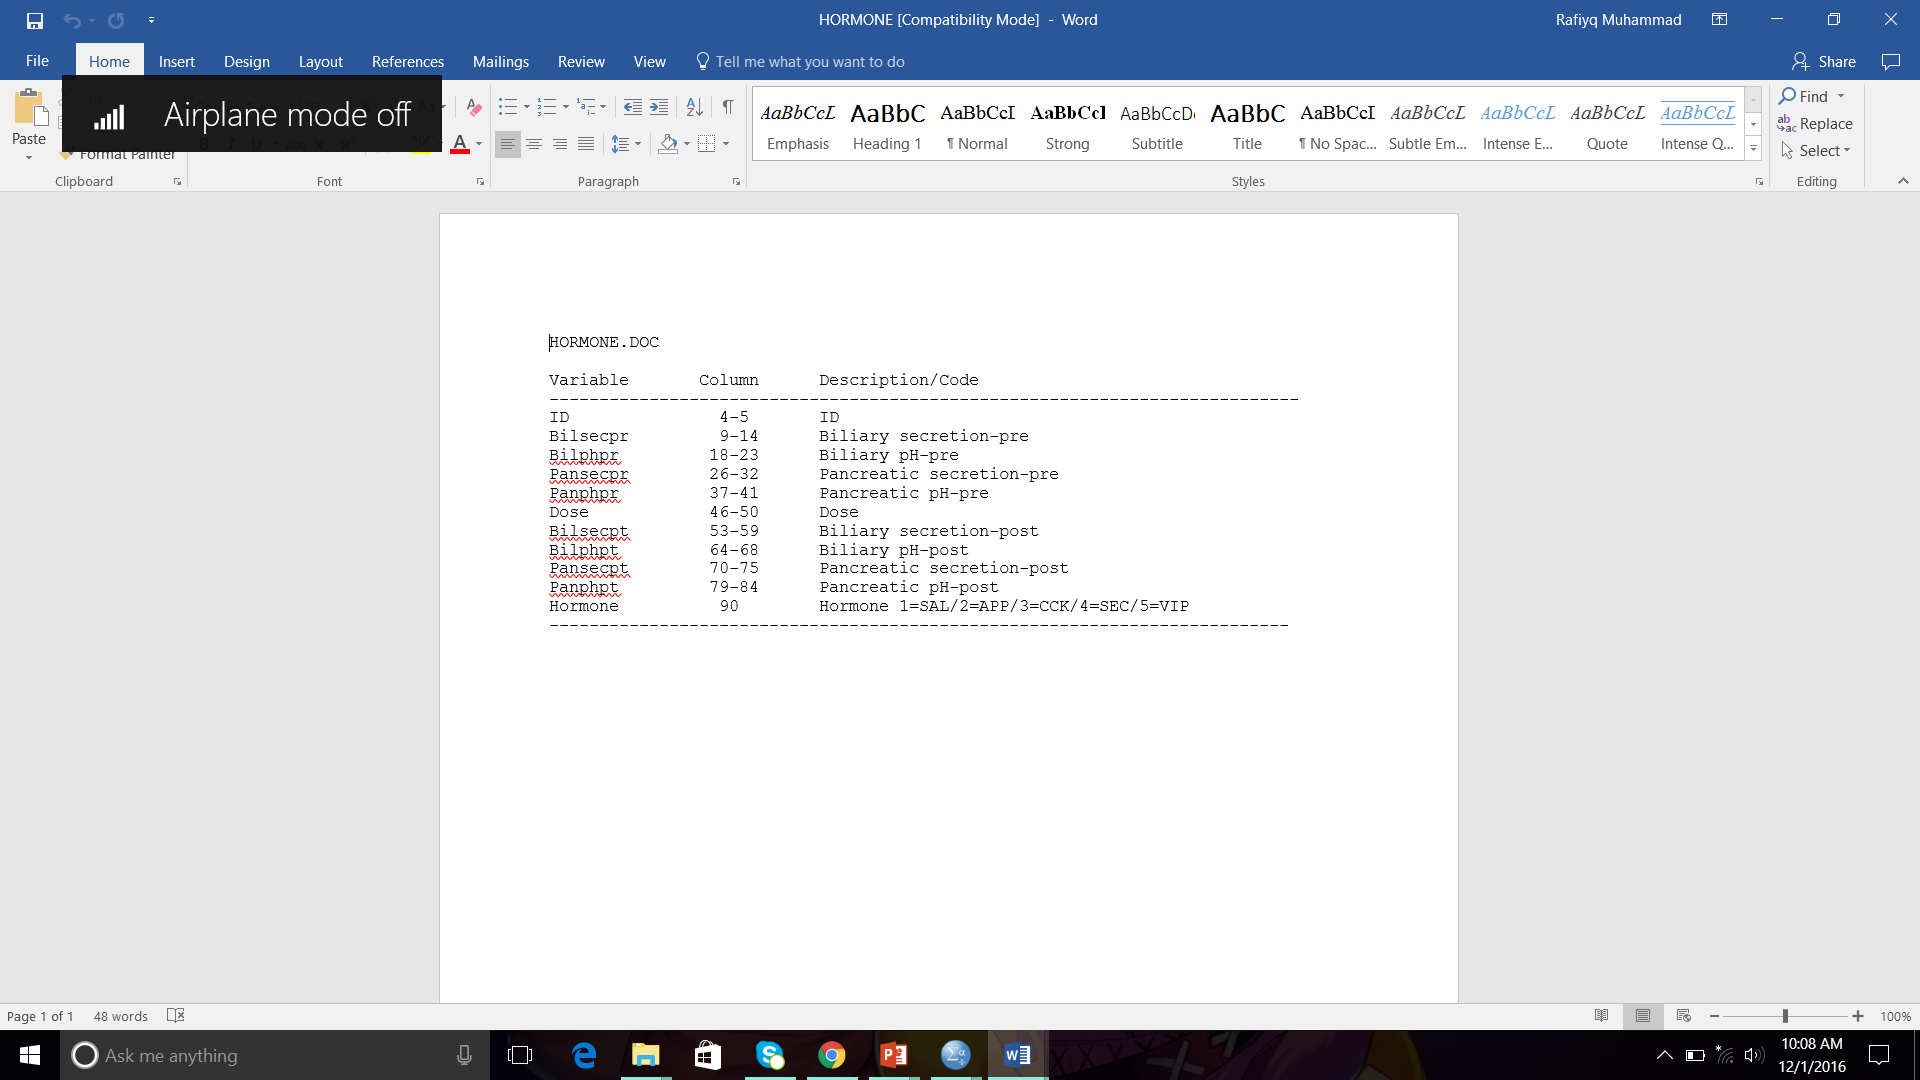 HORMONE [Compatibility Mode] - Word
Rafiyq Muhammad
File Home Insert Design Layout References Mailings Review View Tell me what you want to do
Share
Airplane mode off
Paste
Format Painter
AaBbCcL AaBbC AaBbCcI AaBbCcI AaBbCcD AaBbC AaBbCcI AaBbCcL AaBbCcL AaBbCcL AaBbCcL
Emphasis Heading 1 ¶ Normal Strong Subtitle Title ¶ No Spac... Subtle Em... Intense E... Quote Intense Q...
Find
Replace
Select
Clipboard Font Paragraph Styles Editing
HORMONE.DOC
Variable Column Description/Code
---------------------------------------------------------------------------
ID 4-5 ID
Bilsecpr 9-14 Biliary secretion-pre
Bilphpr 18-23 Biliary pH-pre
Pansecpr 26-32 Pancreatic secretion-pre
Panphpr 37-41 Pancreatic pH-pre
Dose 46-50 Dose
Bilsecpt 53-59 Biliary secretion-post
Bilphpt 64-68 Biliary pH-post
Pansecpt 70-75 Pancreatic secretion-post
Panphpt 79-84 Pancreatic pH-post
Hormone 90 Hormone 1=SAL/2=APP/3=CCK/4=SEC/5=VIP
--------------------------------------------------------------------------
Page 1 of 1 48 words
100%
Ask me anything
10:08 AM
12/1/2016